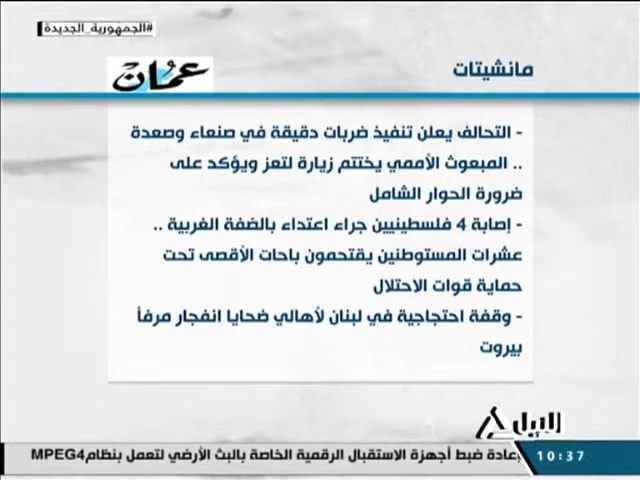 #الجمهورية_الجديدة
مانشيتات
عمان
- التحالف يعلن تنفيذ ضربات دقيقة في صنعاء وصعدة
.. المبعوث الأممي يختتم زيارة لتعز ويؤكد على
ضرورة الحوار الشامل
- إصابة 4 فلسطينيين جراء اعتداء بالضفة الغربية ..
عشرات المستوطنين يقتحمون باحات الأقصى تحت
حماية قوات الاحتلال
- وقفة احتجاجية في لبنان لأهالي ضحايا انفجار مرفأ
بيروت
النيل
10:37
إعادة ضبط أجهزة الاستقبال الرقمية الخاصة بالبث الأرضي لتعمل بنظام MPEG4